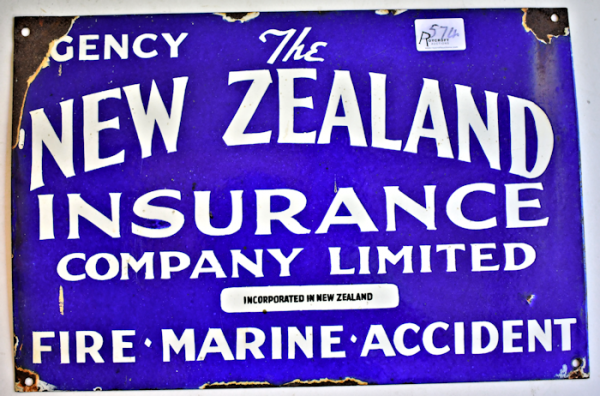 GENCY The
NEW ZEALAND
INSURANCE
COMPANY LIMITED
INCORPORATED IN NEW ZEALAND
FIRE · MARINE · ACCIDENT